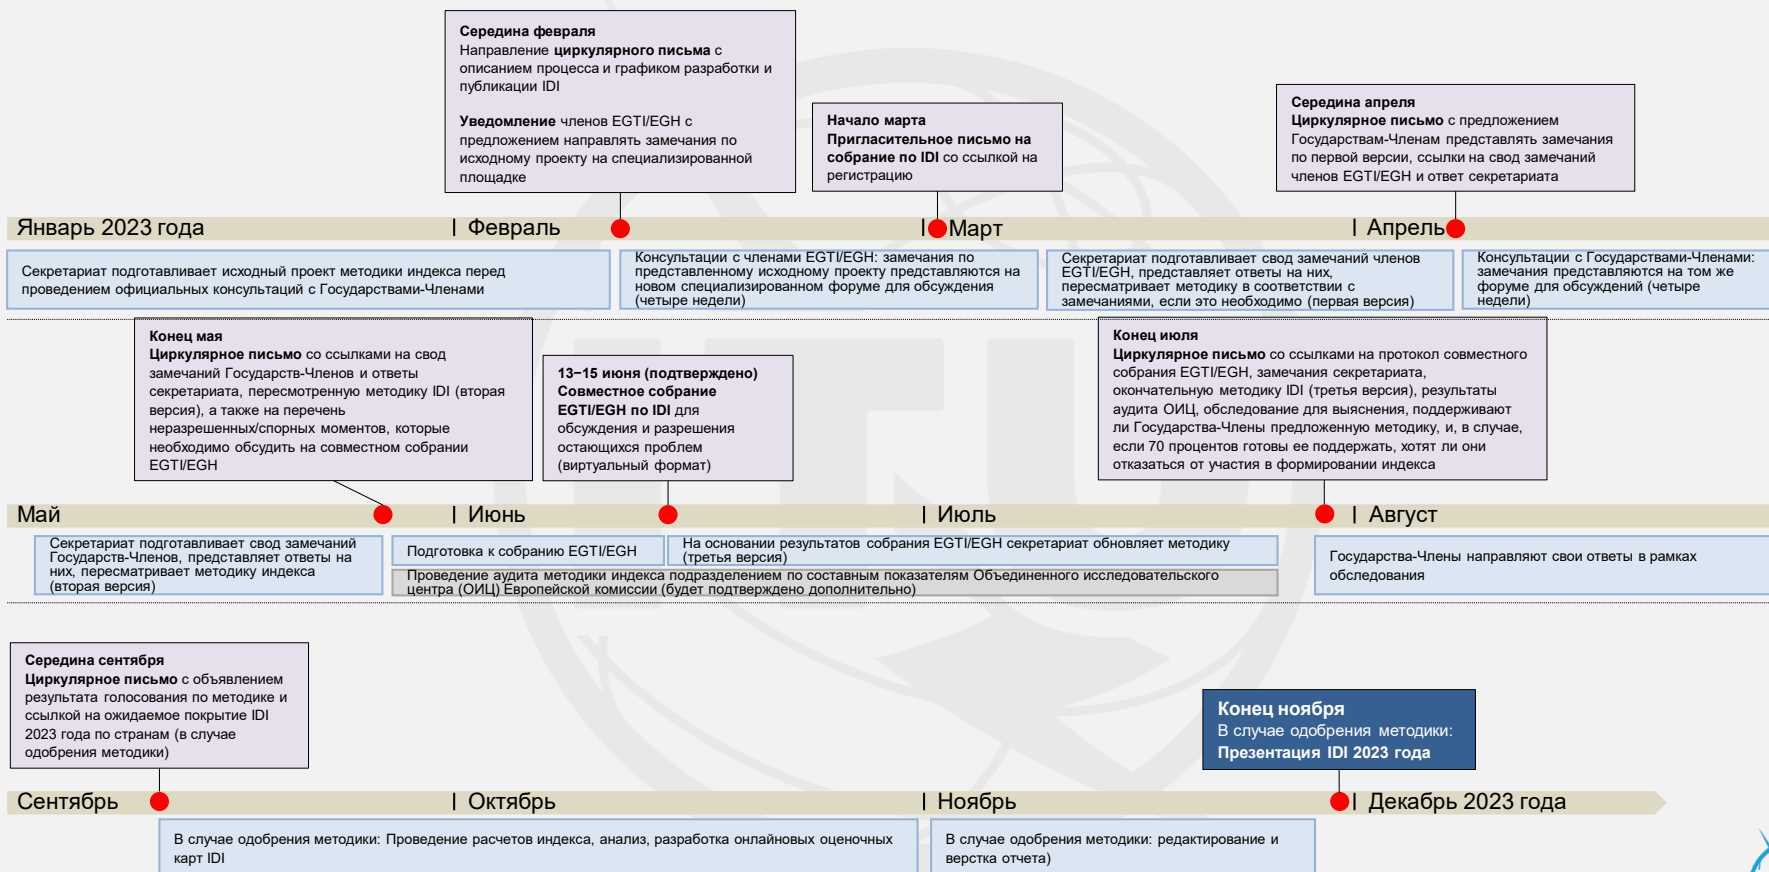 Середина февраля
Направление циркулярного письма с
описанием процесса и графиком разработки и
публикации IDI
Уведомление членов EGTI/EGH с
предложением направлять замечания по
исходному проекту на специализированной
площадке
Начало марта
Пригласительное письмо на
собрание по IDI со ссылкой на
регистрацию
Середина апреля
Циркулярное письмо с предложением
Государствам-Членам представлять замечания
по первой версии, ссылки на свод замечаний
членов EGTI/EGH и ответ секретариата
Январь 2023 года
Февраль
Март
Апрель
Секретариат подготавливает исходный проект методики индекса перед
проведением официальных консультаций с Государствами-Членами
Консультации с членами EGTI/EGH: замечания по
представленному исходному проекту представляются на
новом специализированном форуме для обсуждения
(четыре недели)
Секретариат подготавливает свод замечаний членов
EGTI/EGH, представляет ответы на них,
пересматривает методику в соответствии с
замечаниями, если это необходимо (первая версия)
Консультации с Государствами-Членами:
замечания представляются на том же
форуме для обсуждений (четыре
недели)
Конец мая
Циркулярное письмо со ссылками на свод
замечаний Государств-Членов и ответы
секретариата, пересмотренную методику IDI (вторая
версия), а также на перечень
неразрешенных/спорных моментов, которые
необходимо обсудить на совместном собрании
EGTI/EGH
13−15 июня (подтверждено)
Совместное собрание
EGTI/EGH по IDI для
обсуждения и разрешения
остающихся проблем
(виртуальный формат)
Конец июля
Циркулярное письмо со ссылками на протокол совместного
собрания EGTI/EGH, замечания секретариата,
окончательную методику IDI (третья версия), результаты
аудита ОИЦ, обследование для выяснения, поддерживают
ли Государства-Члены предложенную методику, и, в случае,
если 70 процентов готовы ее поддержать, хотят ли они
отказаться от участия в формировании индекса
Май
Июнь
Июль
Август
Секретариат подготавливает свод замечаний
Государств-Членов, представляет ответы на
них, пересматривает методику индекса
(вторая версия)
Подготовка к собранию EGTI/EGH
На основании результатов собрания EGTI/EGH секретариат обновляет методику
(третья версия)
Проведение аудита методики индекса подразделением по составным показателям Объединенного исследовательского
центра (ОИЦ) Европейской комиссии (будет подтверждено дополнительно)
Государства-Члены направляют свои ответы в рамках
обследования
Середина сентября
Циркулярное письмо с объявлением
результата голосования по методике и
ссылкой на ожидаемое покрытие IDI
2023 года по странам (в случае
одобрения методики)
Конец ноября
В случае одобрения методики:
Презентация IDI 2023 года
Сентябрь
Октябрь
Ноябрь
Декабрь 2023 года
В случае одобрения методики: Проведение расчетов индекса, анализ, разработка онлайновых оценочных
карт IDI
В случае одобрения методики: редактирование и
верстка отчета)
ITU